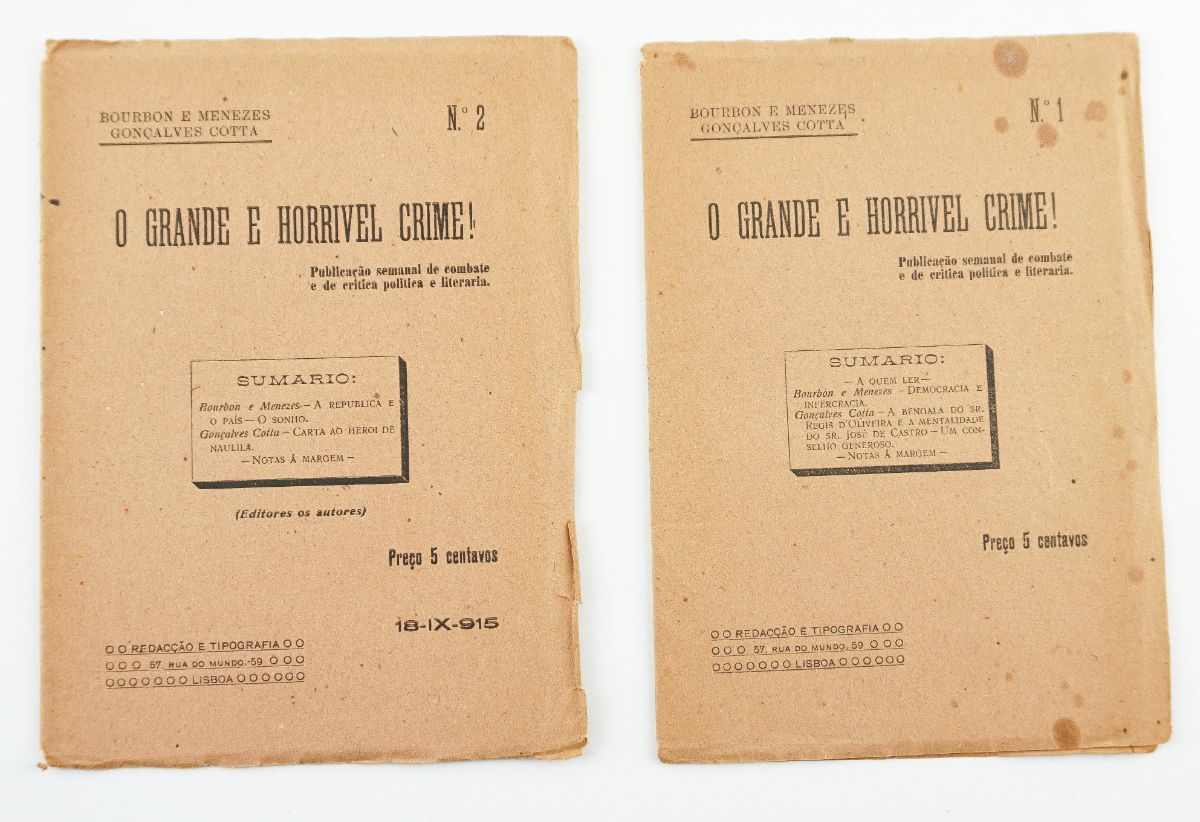 BOURBON E MENEZES
GONÇALVES COTTA
N.º 2
O GRANDE E HORRIVEL CRIME!
Publicação semanal de combate
e de critica politica e literaria.
SUMARIO:
Bourbon e Menezes — A REPUBLICA E
O PAÍS — O SONHO.
Gonçalves Cotta — CARTA AO HEROI DE
NAULILA.
— NOTAS Á MARGEM —
(Editores os autores)
Preço 5 centavos
18-IX-915
O O REDACÇÃO E TIPOGRAFIA O O
O O O 57, RUA DO MUNDO, 59 O O O
O O O O O O O LISBOA O O O O O O
BOURBON E MENEZES
GONÇALVES COTTA
N.º 1
O GRANDE E HORRIVEL CRIME!
Publicação semanal de combate
e de critica politica e literaria.
SUMARIO:
— A QUEM LER —
Bourbon e Menezes - DEMOCRACIA E
INFERCRACIA.
Gonçalves Cotta — A BENGALA DO SR.
REGIS D'OLIVEIRA E A MENTALIDADE
DO SR. JOSÉ DE CASTRO — UM CON-
SELHO GENEROSO.
— NOTAS Á MARGEM —
Preço 5 centavos
O O REDACÇÃO E TIPOGRAFIA O O
O O O 57, RUA DO MUNDO, 59 O O O
O O O O O O O LISBOA O O O O O O